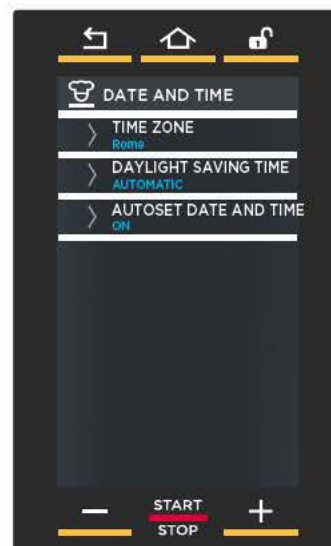 DATE AND TIME
TIME ZONE
Rome
DAYLIGHT SAVING TIME
AUTOMATIC
AUTOSET DATE AND TIME
ON
START
STOP